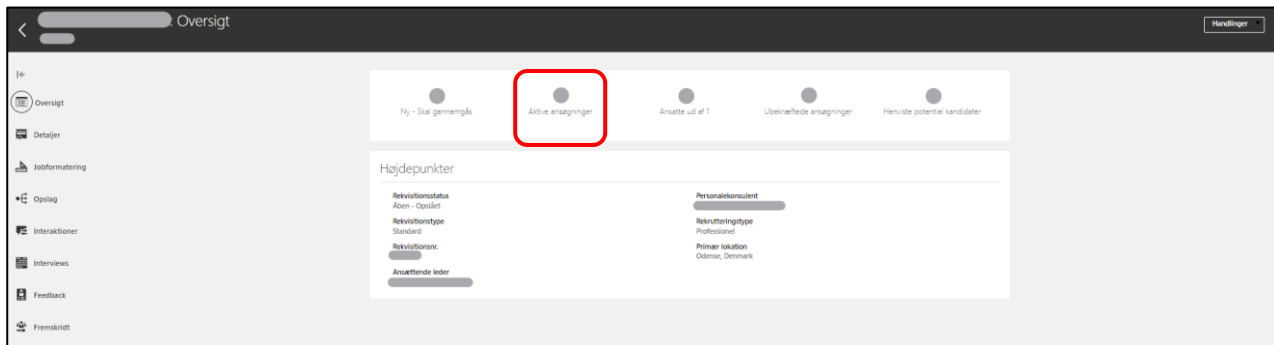 Oversigt
Handlinger
Oversigt
Detaljer
Jobformatering
Opslag
Interaktioner
Interviews
Feedback
Fremskridt
Ny - Skal gennemgås
Aktive ansøgninger
Ansatte ud af 1
Ubekræftede ansøgninger
Henviste potentiel kandidater
Højdepunkter
Rekvisitionsstatus
Åben - Opslået
Rekvisitionstype
Standard
Rekvisitionsnr.
Ansættende leder
Personalekonsulent
Rekrutteringstype
Professionel
Primær lokation
Odense, Denmark